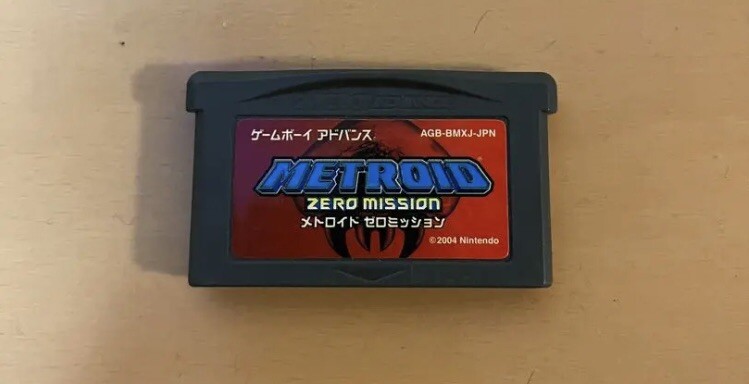 ゲームボーイ アドバンス AGB-BMXJ-JPN
METROID
ZERO MISSION
メトロイド ゼロミッション
©2004 Nintendo